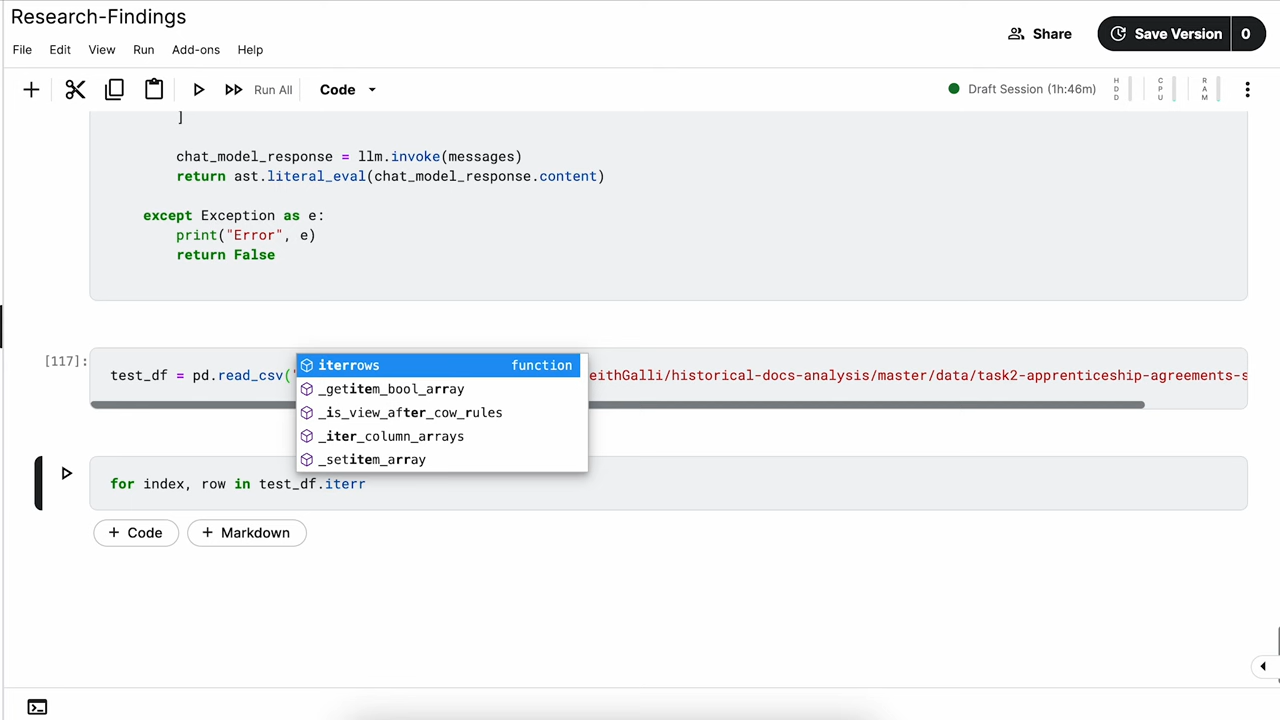 Research-Findings
File Edit View Run Add-ons Help
Share
Save Version 0
Run All
Code
Draft Session (1h:46m)
HDD
CPU
RAM
]
chat_model_response = llm.invoke(messages)
return ast.literal_eval(chat_model_response.content)
except Exception as e:
print("Error", e)
return False
[117]:
test_df = pd.read_csv( eithGalli/historical-docs-analysis/master/data/task2-apprenticeship-agreements-s
iterrows function
_getitem_bool_array
_is_view_after_cow_rules
_iter_column_arrays
_setitem_array
for index, row in test_df.iterr
+ Code
+ Markdown